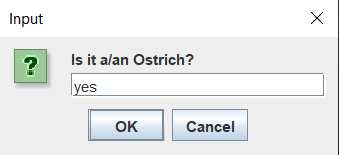 Input
Is it a/an Ostrich?
yes
OK
Cancel